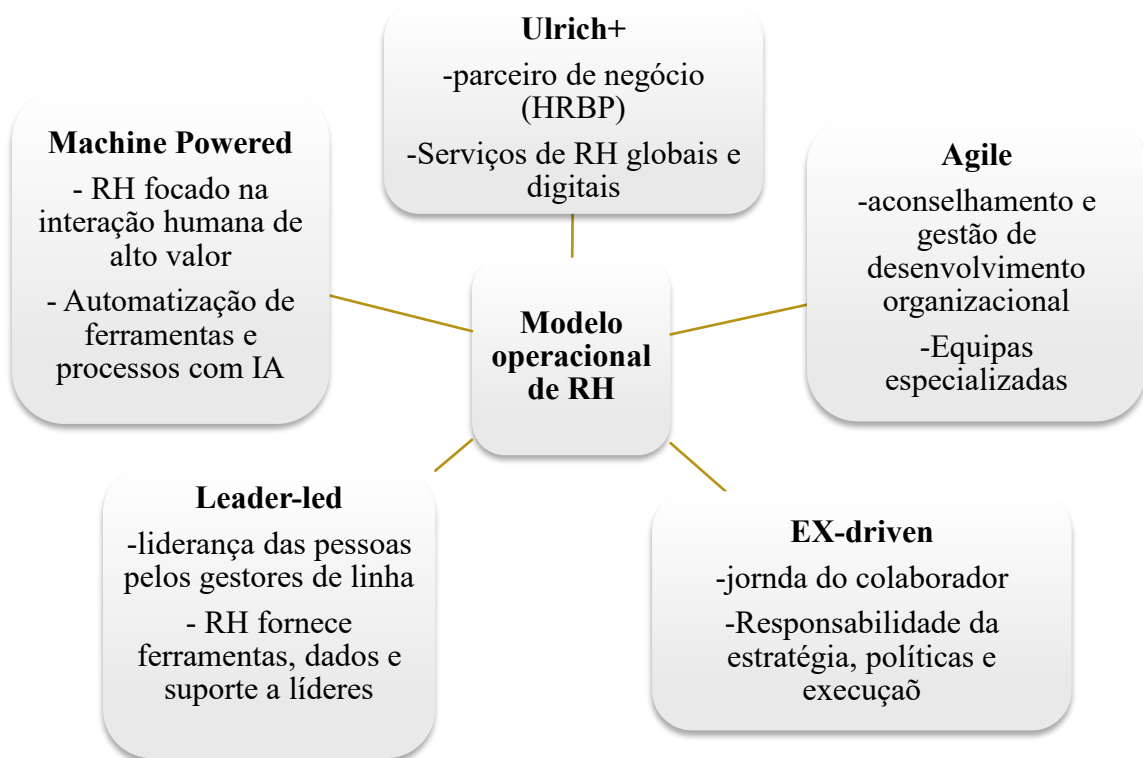 Ulrich+
-parceiro de negócio
(HRBP)
-Serviços de RH globais e
digitais
Machine Powered
- RH focado na
interação humana de
alto valor
- Automatização de
ferramentas e
processos com IA
Agile
-aconselhamento e
gestão de
desenvolvimento
organizacional
-Equipas
especializadas
Modelo
operacional
de RH
Leader-led
-liderança das pessoas
pelos gestores de linha
- RH fornece
ferramentas, dados e
suporte a líderes
EX-driven
-jornda do colaborador
-Responsabilidade da
estratégia, políticas e
execuçaõ